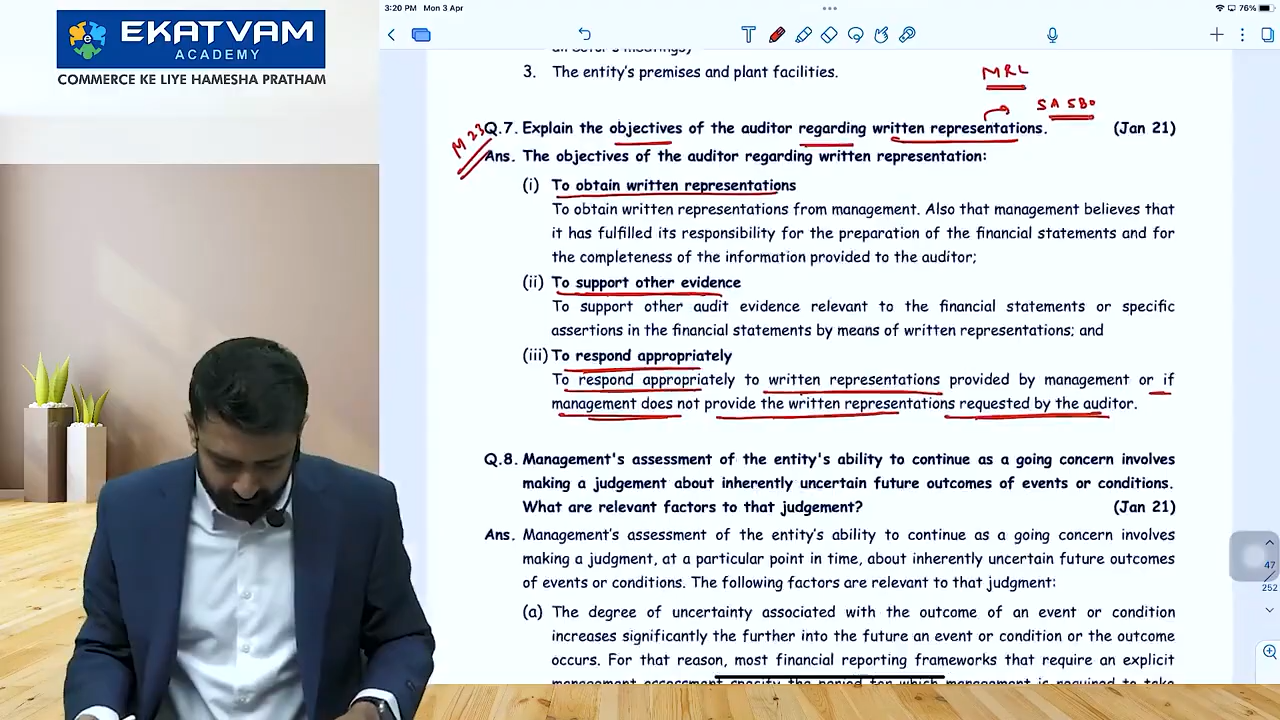 EKATVAM
ACADEMY
COMMERCE KE LIYE HAMESHA PRATHAM
3:20 PM Mon 3 Apr
76%
3. The entity's premises and plant facilities.
MRL
SA 580
M 23
Q.7. Explain the objectives of the auditor regarding written representations. (Jan 21)
Ans. The objectives of the auditor regarding written representation:
(i) To obtain written representations
To obtain written representations from management. Also that management believes that
it has fulfilled its responsibility for the preparation of the financial statements and for
the completeness of the information provided to the auditor;
(ii) To support other evidence
To support other audit evidence relevant to the financial statements or specific
assertions in the financial statements by means of written representations; and
(iii) To respond appropriately
To respond appropriately to written representations provided by management or if
management does not provide the written representations requested by the auditor.
Q.8. Management's assessment of the entity's ability to continue as a going concern involves
making a judgement about inherently uncertain future outcomes of events or conditions.
What are relevant factors to that judgement? (Jan 21)
Ans. Management's assessment of the entity's ability to continue as a going concern involves
making a judgment, at a particular point in time, about inherently uncertain future outcomes
of events or conditions. The following factors are relevant to that judgment:
(a) The degree of uncertainty associated with the outcome of an event or condition
increases significantly the further into the future an event or condition or the outcome
occurs. For that reason, most financial reporting frameworks that require an explicit
47
252